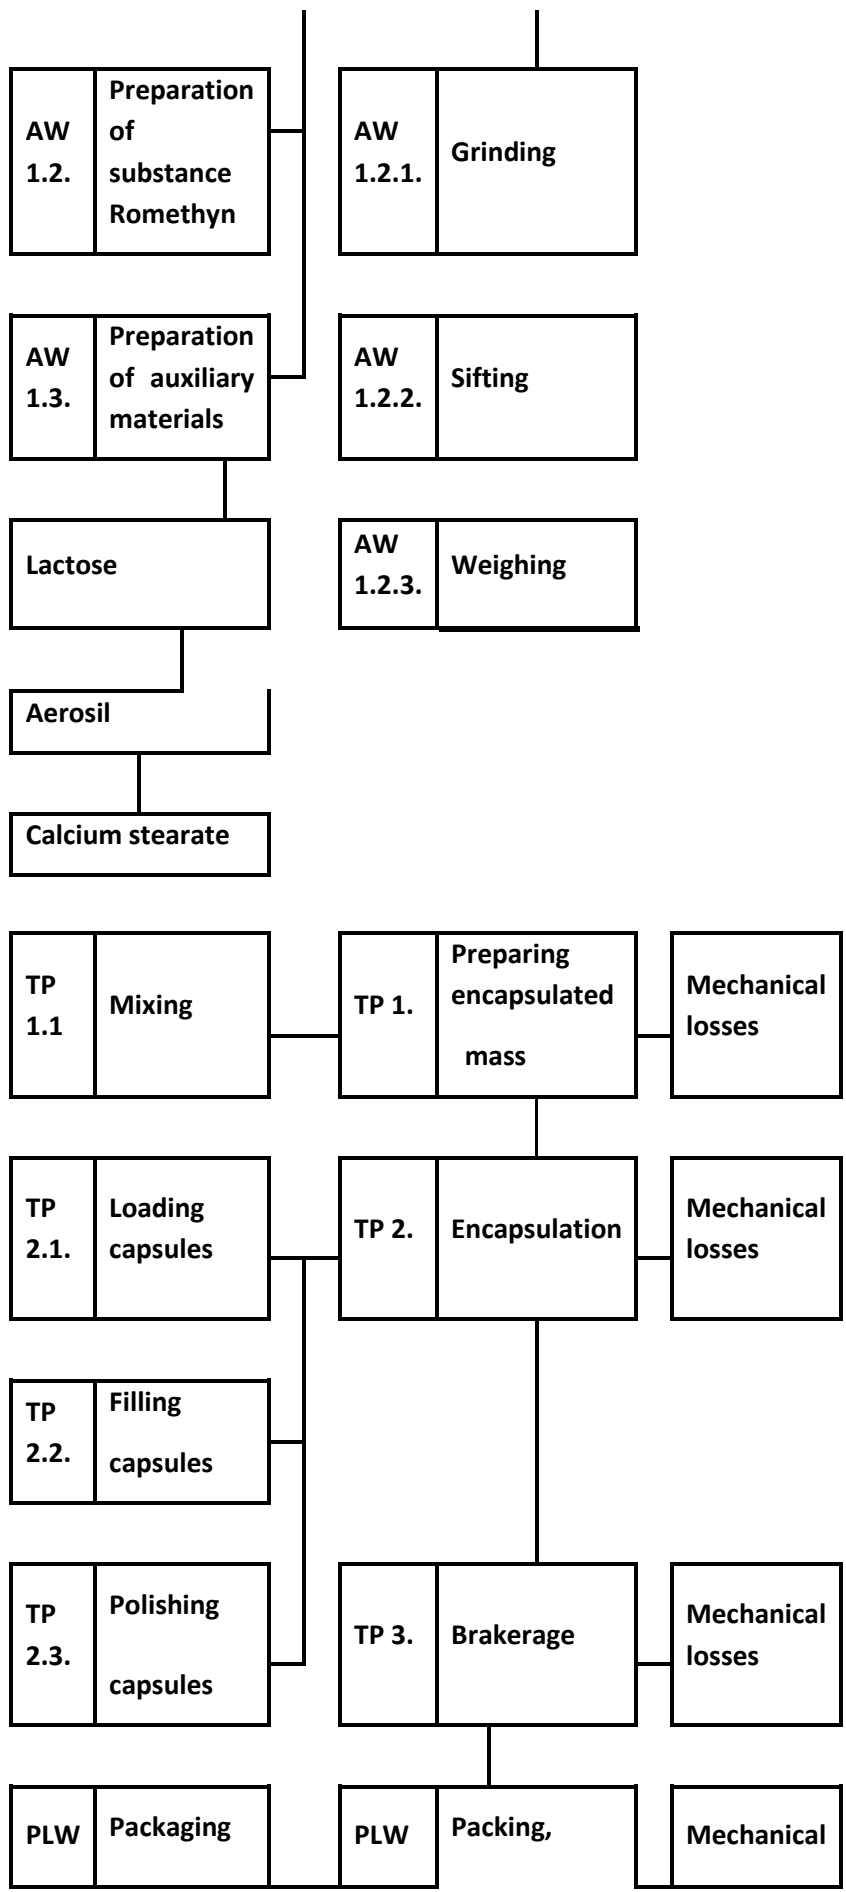 AW
1.2.
Preparation
of
substance
Romethyn
AW
1.2.1.
Grinding
AW
1.3.
Preparation
of auxiliary
materials
AW
1.2.2.
Sifting
Lactose
AW
1.2.3.
Weighing
Aerosil
Calcium stearate
TP
1.1
Mixing
TP 1.
Preparing
encapsulated
mass
Mechanical
losses
TP
2.1.
Loading
capsules
TP 2.
Encapsulation
Mechanical
losses
TP
2.2.
Filling
capsules
TP
2.3.
Polishing
capsules
TP 3.
Brakerage
Mechanical
losses
PLW
Packaging
PLW
Packing,
Mechanical